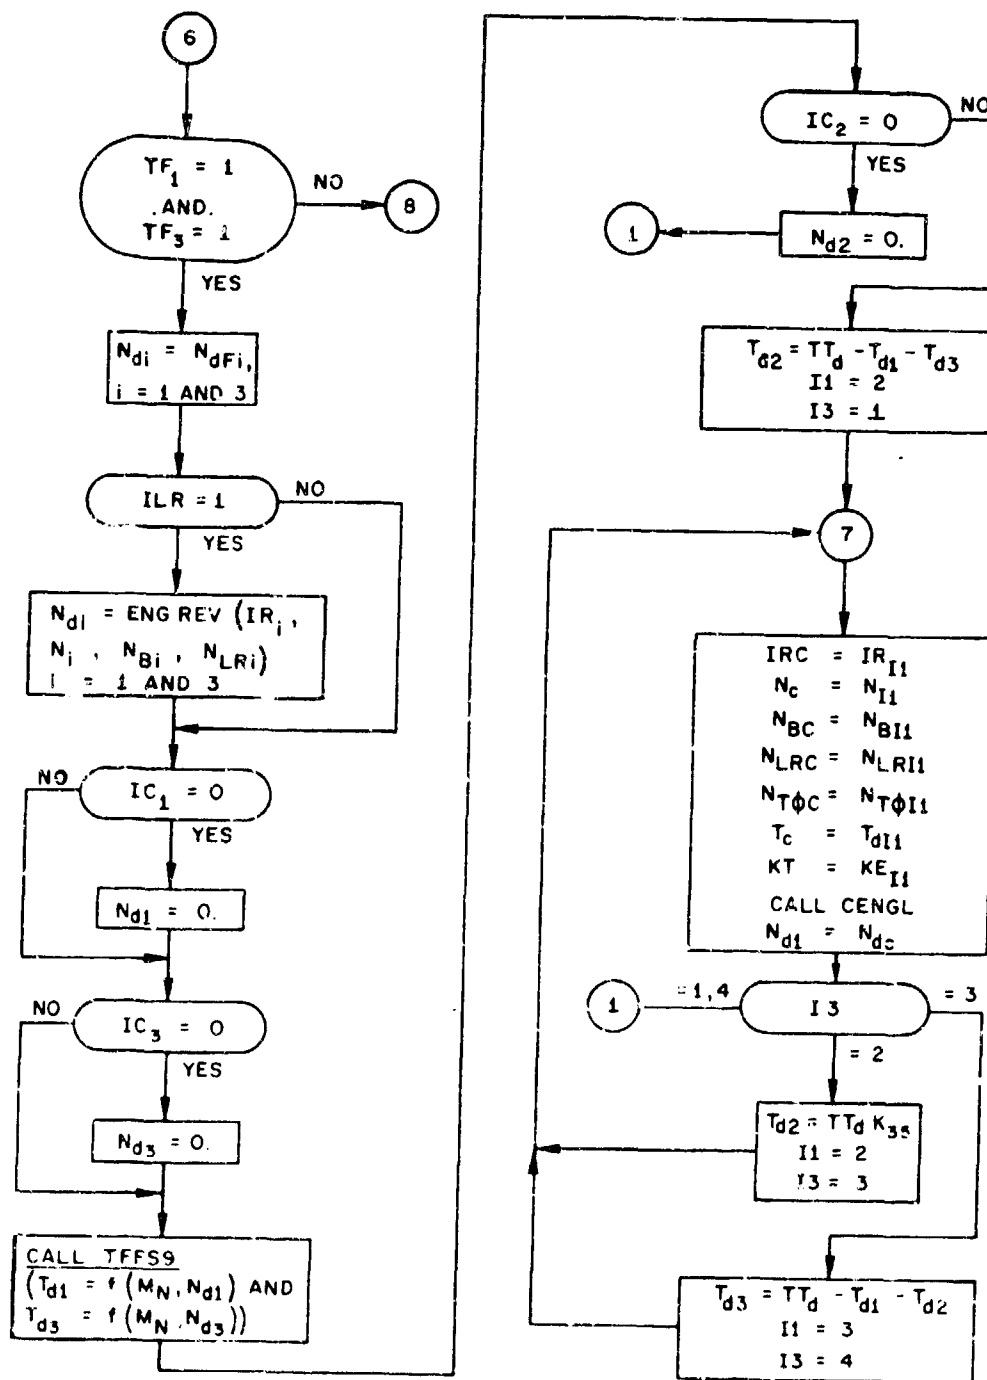 6
TF1 = 1
.AND.
TF3 = 1
NO
8
YES
Ndi = NdFi,
i = 1 AND 3
ILR = 1
NO
YES
Ndi = ENGREV (IRi,
Ni , NBi , NLRi)
i = 1 AND 3
NO
IC1 = 0
YES
Nd1 = 0.
NO
IC3 = 0
YES
Nd3 = 0.
CALL TFFS9
(Td1 = f (MN, Nd1) AND
Td3 = f (MN, Nd3))
IC2 = 0
NO
YES
1
Nd2 = 0.
Td2 = TTd - Td1 - Td3
I1 = 2
I3 = 1
7
IRC = IRI1
Nc = NI1
NBC = NBI1
NLRC = NLRI1
NTϕC = NTϕI1
Tc = TdI1
KT = KEI1
CALL CENGL
Nd1 = Ndc
1
=1,4
I3
=3
=2
Td2 = TTd K35
I1 = 2
I3 = 3
Td3 = TTd - Td1 - Td2
I1 = 3
I3 = 4